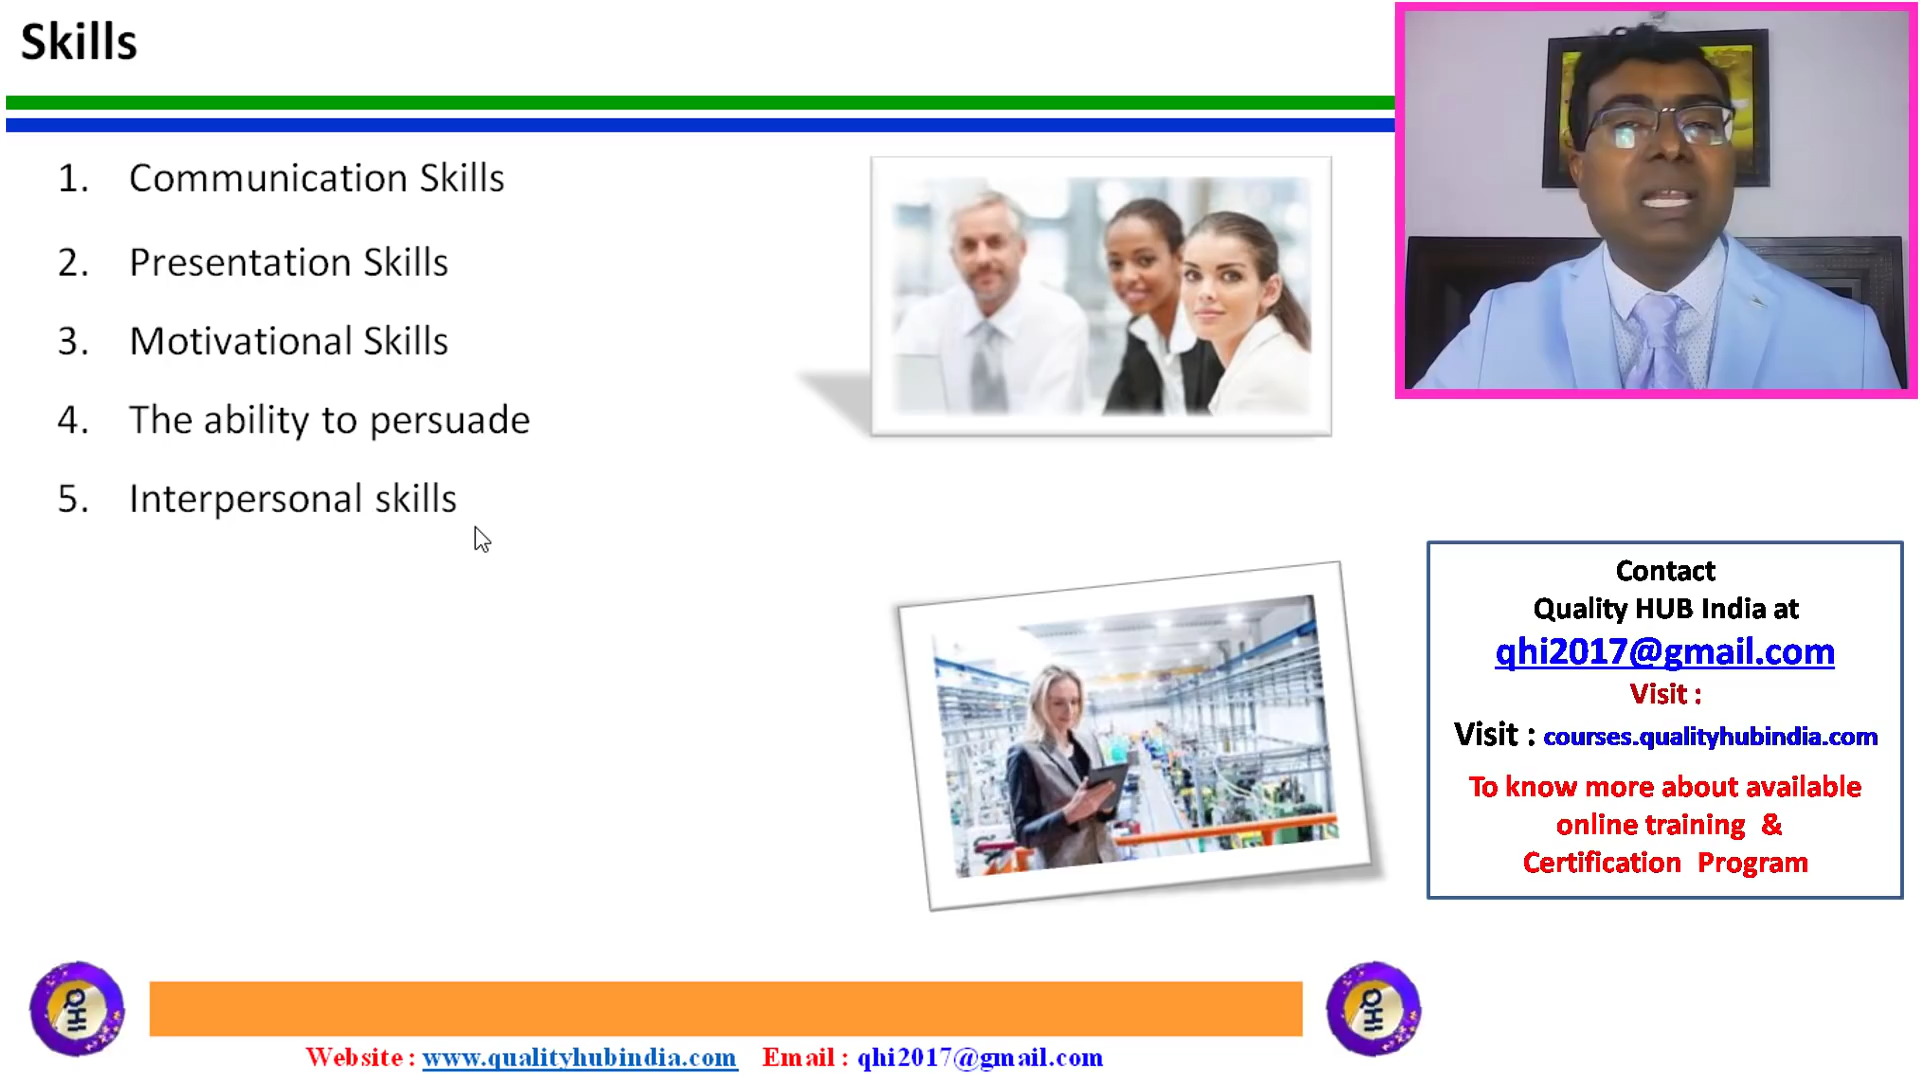 Skills
1. Communication Skills
2. Presentation Skills
3. Motivational Skills
4. The ability to persuade
5. Interpersonal skills
Contact
Quality HUB India at
qhi2017@gmail.com
Visit :
Visit : courses.qualityhubindia.com
To know more about available
online training &
Certification Program
QHI
QHI
Website : www.qualityhubindia.com Email : qhi2017@gmail.com